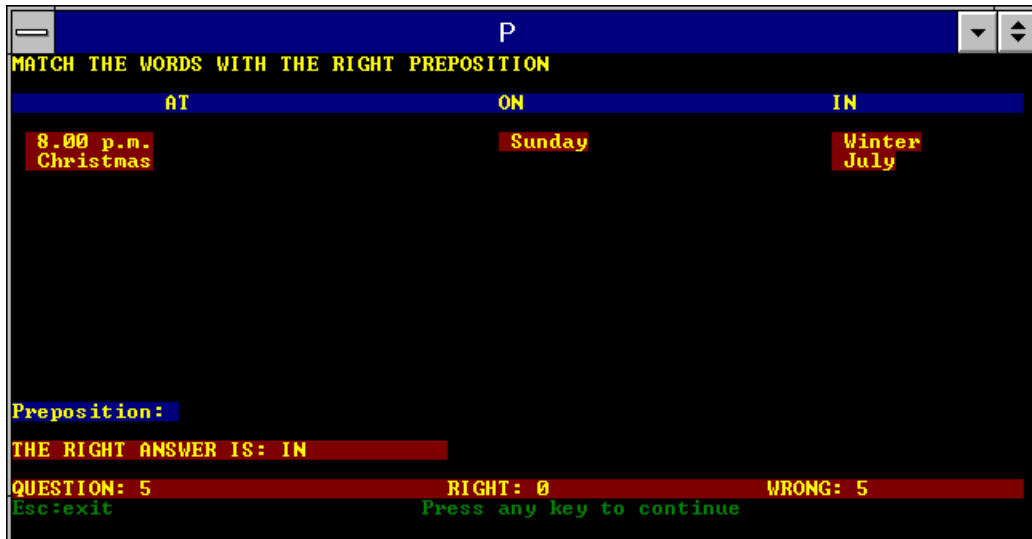 P
MATCH THE WORDS WITH THE RIGHT PREPOSITION
AT ON IN
8.00 p.m. Sunday Winter
Christmas July
Preposition:
THE RIGHT ANSWER IS: IN
QUESTION: 5 RIGHT: 0 WRONG: 5
Esc:exit Press any key to continue